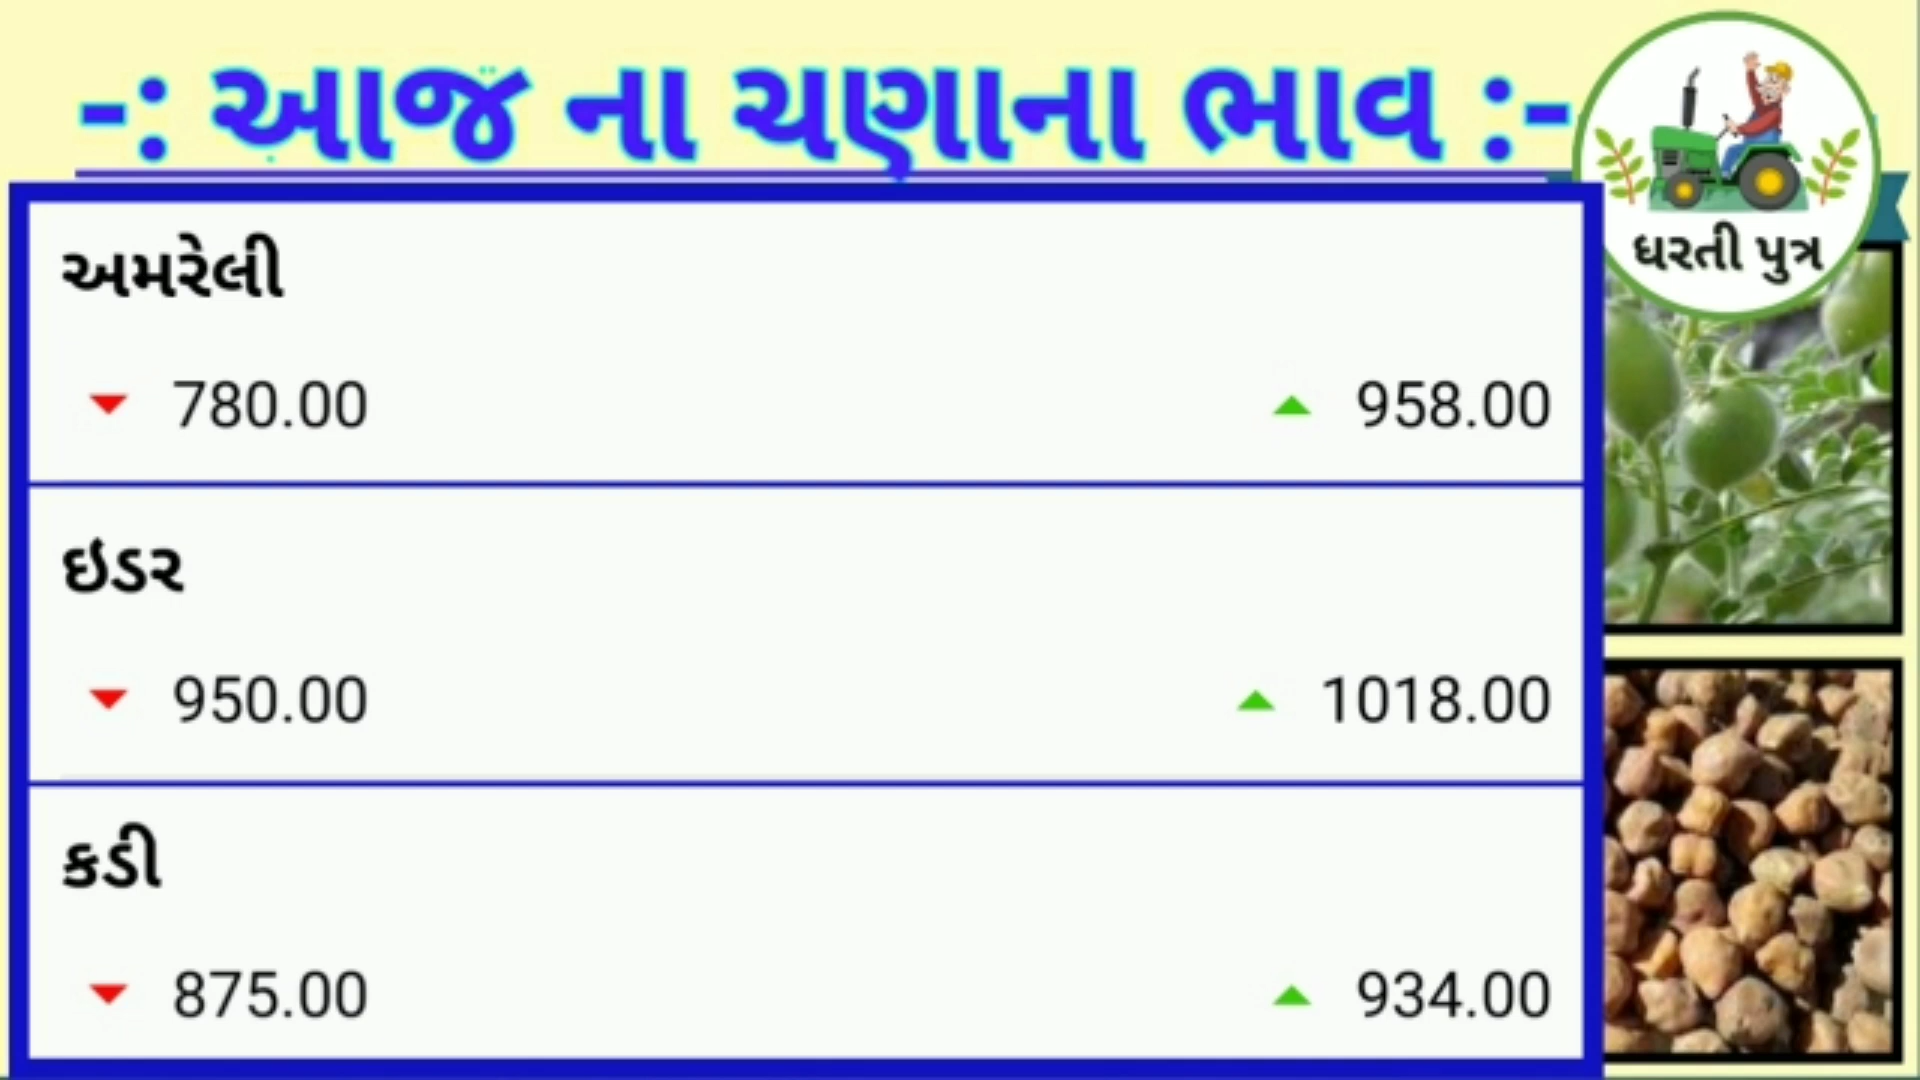 -: આજ ના ચણાના ભાવ :-
ધરતી પુત્ર
અમરેલી
780.00 958.00
ઇડર
950.00 1018.00
કડી
875.00 934.00